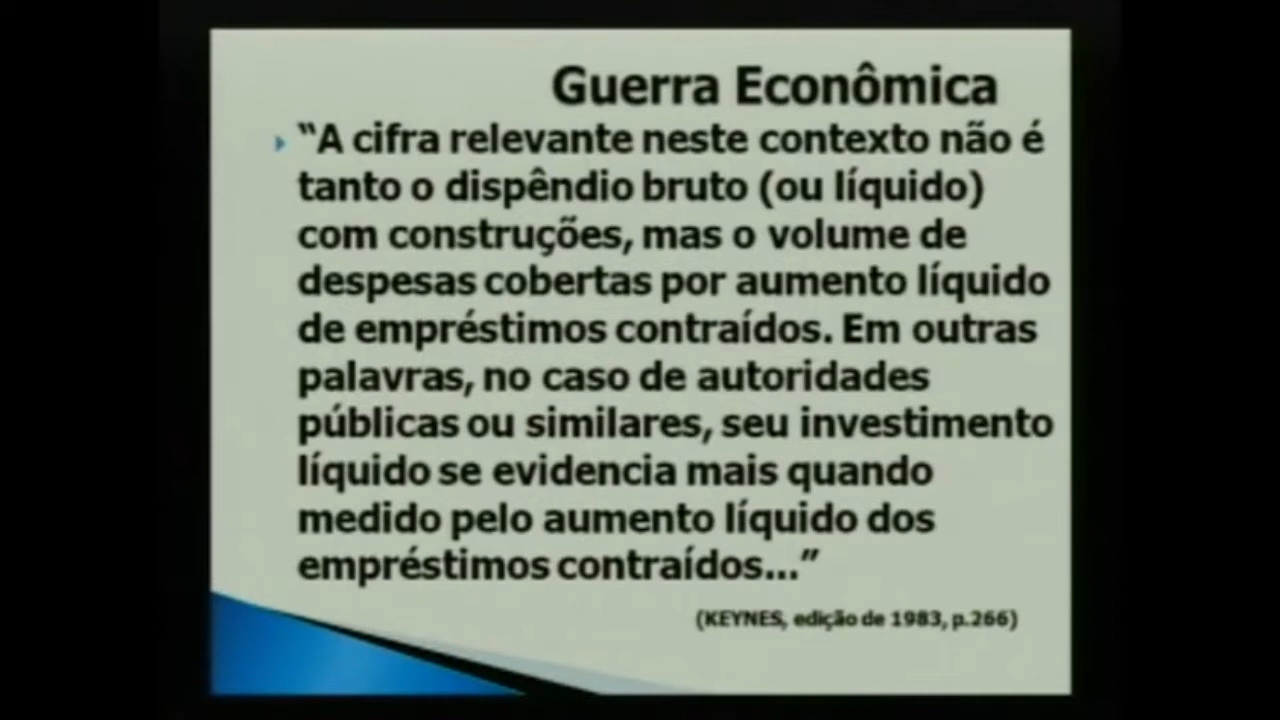 Guerra Econômica
“A cifra relevante neste contexto não é
tanto o dispêndio bruto (ou líquido)
com construções, mas o volume de
despesas cobertas por aumento líquido
de empréstimos contraídos. Em outras
palavras, no caso de autoridades
públicas ou similares, seu investimento
líquido se evidencia mais quando
medido pelo aumento líquido dos
empréstimos contraídos...”
(KEYNES, edição de 1983, p.266)